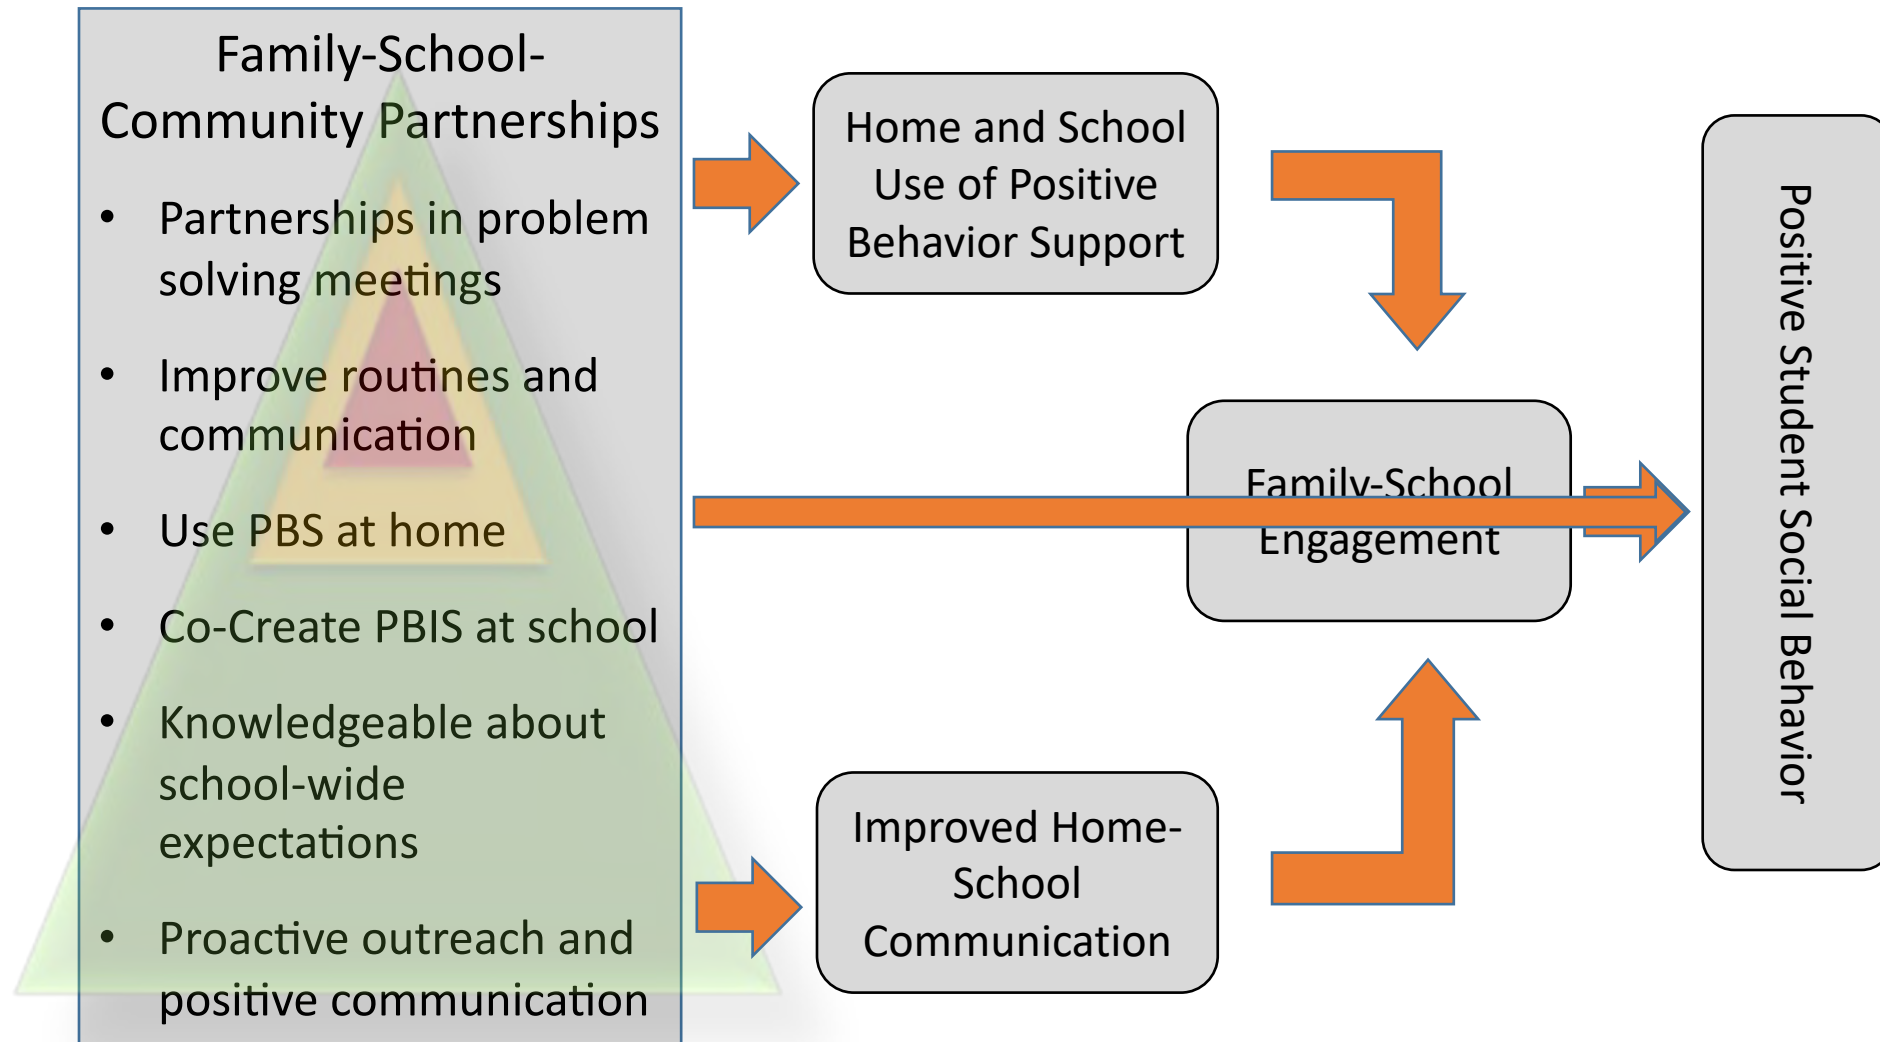 Family-School-
Community Partnerships
• Partnerships in problem
solving meetings
• Improve routines and
communication
• Use PBS at home
• Co-Create PBIS at school
• Knowledgeable about
school-wide
expectations
• Proactive outreach and
positive communication
Home and School
Use of Positive
Behavior Support
Family-School
Engagement
Improved Home-
School
Communication
Positive Student Social Behavior